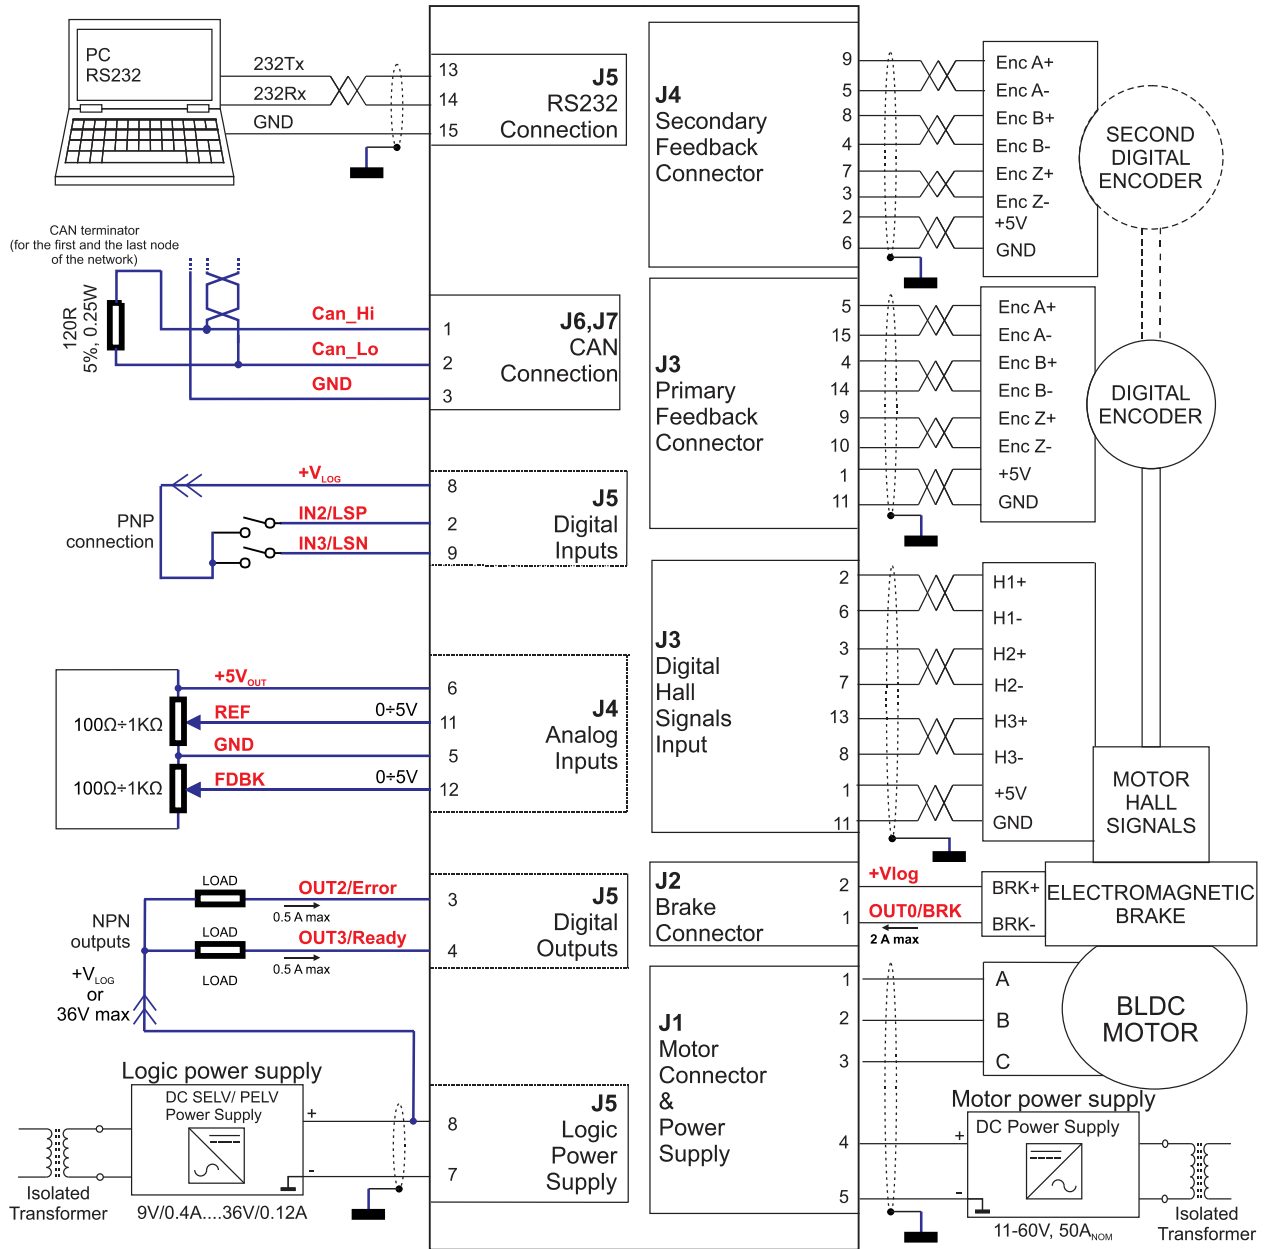 PC
RS232
232Tx
232Rx
GND
13
14
15
J5
RS232
Connection
CAN terminator
(for the first and the last node
of the network)
120R
5%, 0.25W
Can_Hi
Can_Lo
GND
1
2
3
J6,J7
CAN
Connection
PNP
connection
+VLOG
IN2/LSP
IN3/LSN
8
2
9
J5
Digital
Inputs
100Ω÷1KΩ
100Ω÷1KΩ
+5VOUT
REF
0÷5V
GND
FDBK
0÷5V
6
11
5
12
J4
Analog
Inputs
NPN
outputs
LOAD
OUT2/Error
0.5 A max
LOAD
OUT3/Ready
0.5 A max
LOAD
+VLOG
or
36V max
3
4
J5
Digital
Outputs
Logic power supply
DC SELV/ PELV
Power Supply
+
-
Isolated
Transformer
9V/0.4A....36V/0.12A
8
7
J5
Logic
Power
Supply
J4
Secondary
Feedback
Connector
9
5
8
4
7
3
2
6
Enc A+
Enc A-
Enc B+
Enc B-
Enc Z+
Enc Z-
+5V
GND
SECOND
DIGITAL
ENCODER
J3
Primary
Feedback
Connector
5
15
4
14
9
10
1
11
Enc A+
Enc A-
Enc B+
Enc B-
Enc Z+
Enc Z-
+5V
GND
DIGITAL
ENCODER
J3
Digital
Hall
Signals
Input
2
6
3
7
13
8
1
11
H1+
H1-
H2+
H2-
H3+
H3-
+5V
GND
MOTOR
HALL
SIGNALS
J2
Brake
Connector
2
1
+Vlog
OUT0/BRK
2 A max
BRK+
BRK-
ELECTROMAGNETIC
BRAKE
J1
Motor
Connector
&
Power
Supply
1
2
3
4
5
A
B
C
BLDC
MOTOR
Motor power supply
DC Power Supply
+
-
11-60V, 50ANOM
Isolated
Transformer